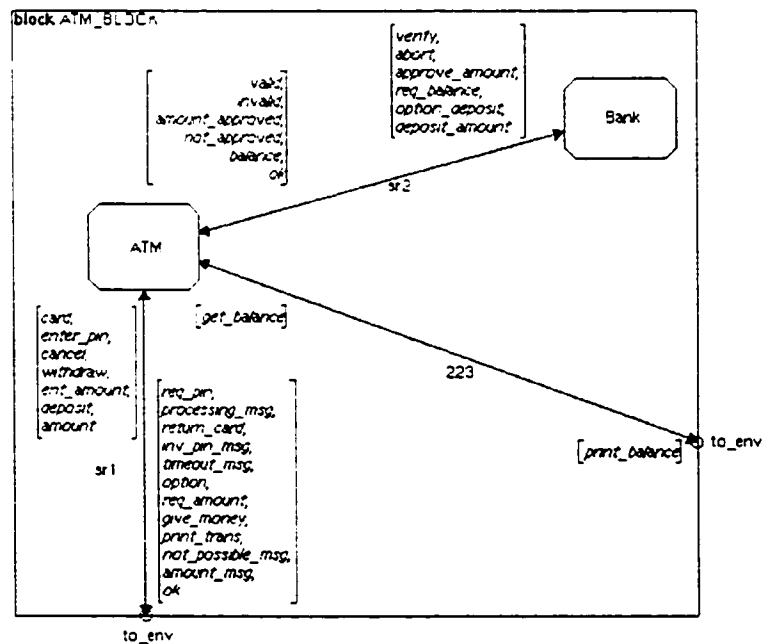 block ATM_BLOCK
verify,
abort,
approve_amount,
req_balance,
option_deposit,
deposit_amount
valid,
invalid,
amount_approved,
not_approved,
balance,
ok
Bank
sr2
ATM
card,
enter_pin,
cancel,
withdraw,
ent_amount,
deposit,
amount
[get_balance]
223
req_pin,
processing_msg,
return_card,
inv_pin_msg,
timeout_msg,
option,
req_amount,
give_money,
print_trans,
not_possible_msg,
amount_msg,
ok
[print_balance]
to_env
sr1
to_env